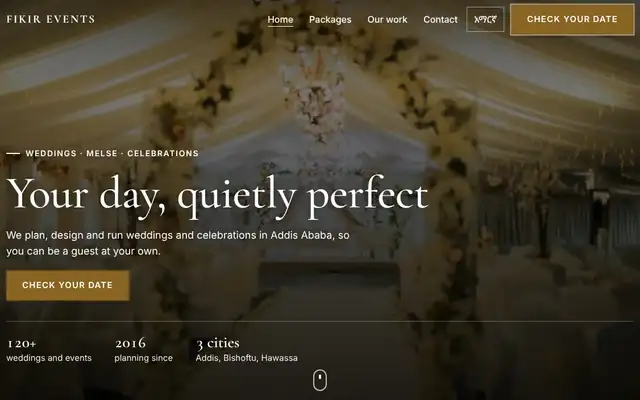 FIKIR EVENTS
Home Packages Our work Contact አማርኛ CHECK YOUR DATE
WEDDINGS · MELSE · CELEBRATIONS
Your day, quietly perfect
We plan, design and run weddings and celebrations in Addis Ababa, so
you can be a guest at your own.
CHECK YOUR DATE
120+ 2016 3 cities
weddings and events planning since Addis, Bishoftu, Hawassa